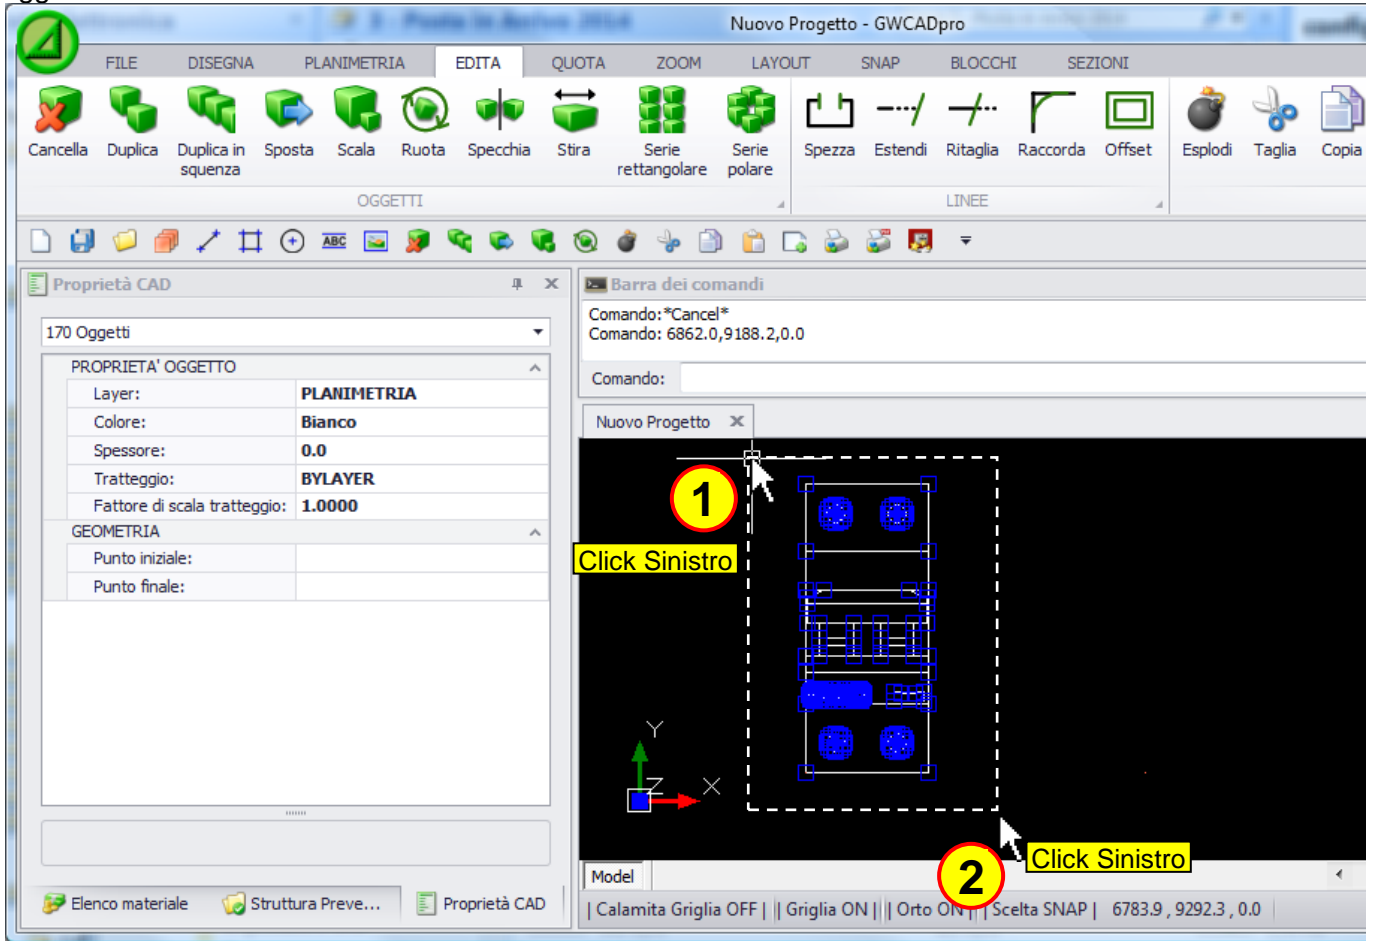 Nuovo Progetto - GWCADpro
FILE DISEGNA PLANIMETRIA EDITA QUOTA ZOOM LAYOUT SNAP BLOCCHI SEZIONI
Cancella Duplica Duplica in squenza Sposta Scala Ruota Specchia Stira Serie rettangolare Serie polare Spezza Estendi Ritaglia Raccorda Offset Esplodi Taglia Copia
OGGETTI LINEE
ABC
Proprietà CAD
170 Oggetti
PROPRIETA' OGGETTO
Layer: PLANIMETRIA
Colore: Bianco
Spessore: 0.0
Tratteggio: BYLAYER
Fattore di scala tratteggio: 1.0000
GEOMETRIA
Punto iniziale:
Punto finale:
Elenco materiale Struttura Preve... Proprietà CAD
Barra dei comandi
Comando:*Cancel*
Comando: 6862.0,9188.2,0.0
Comando:
Nuovo Progetto
1
Click Sinistro
Y
Z X
2
Click Sinistro
Model
| Calamita Griglia OFF | | Griglia ON | | Orto ON | | Scelta SNAP | 6783.9 , 9292.3 , 0.0